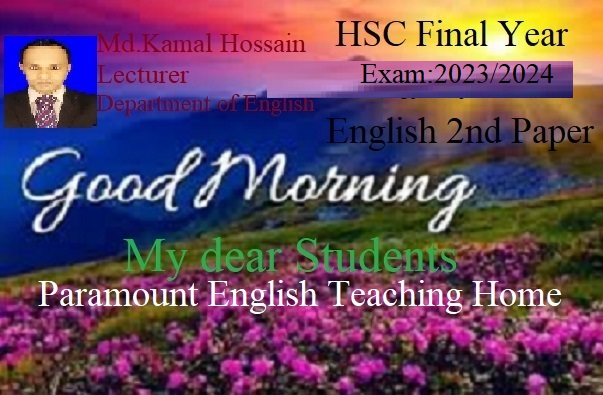 Md.Kamal Hossain
Lecturer
Department of English
HSC Final Year
Exam:2023/2024
English 2nd Paper
Good Morning
My dear Students
Paramount English Teaching Home